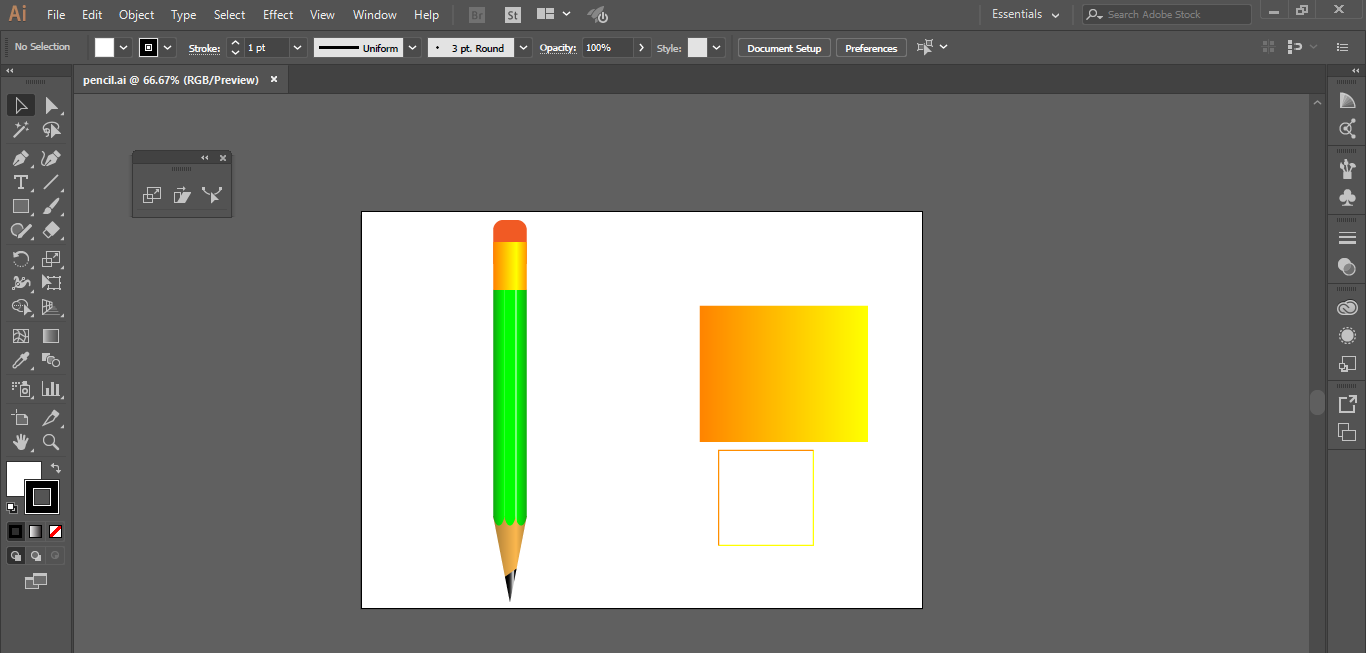 Ai File Edit Object Type Select Effect View Window Help Br St Essentials Search Adobe Stock
No Selection Stroke: 1 pt Uniform 3 pt. Round Opacity: 100% Style: Document Setup Preferences
pencil.ai @ 66.67% (RGB/Preview)
T